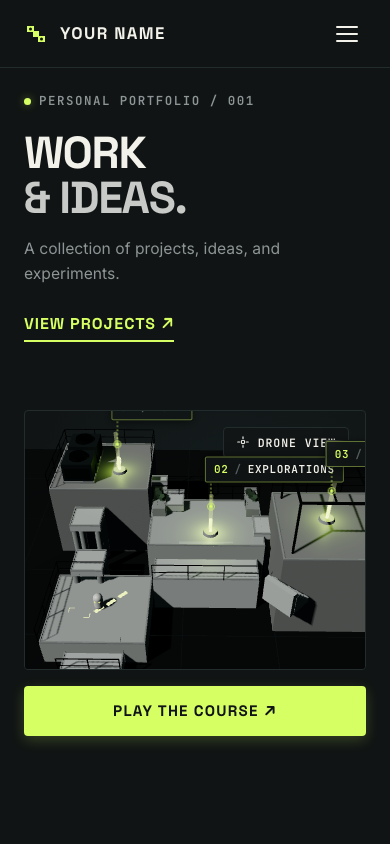 YOUR NAME
PERSONAL PORTFOLIO / 001
WORK
& IDEAS.
A collection of projects, ideas, and
experiments.
VIEW PROJECTS ↗
DRONE VIEW
03 /
02 / EXPLORATIONS
PLAY THE COURSE ↗